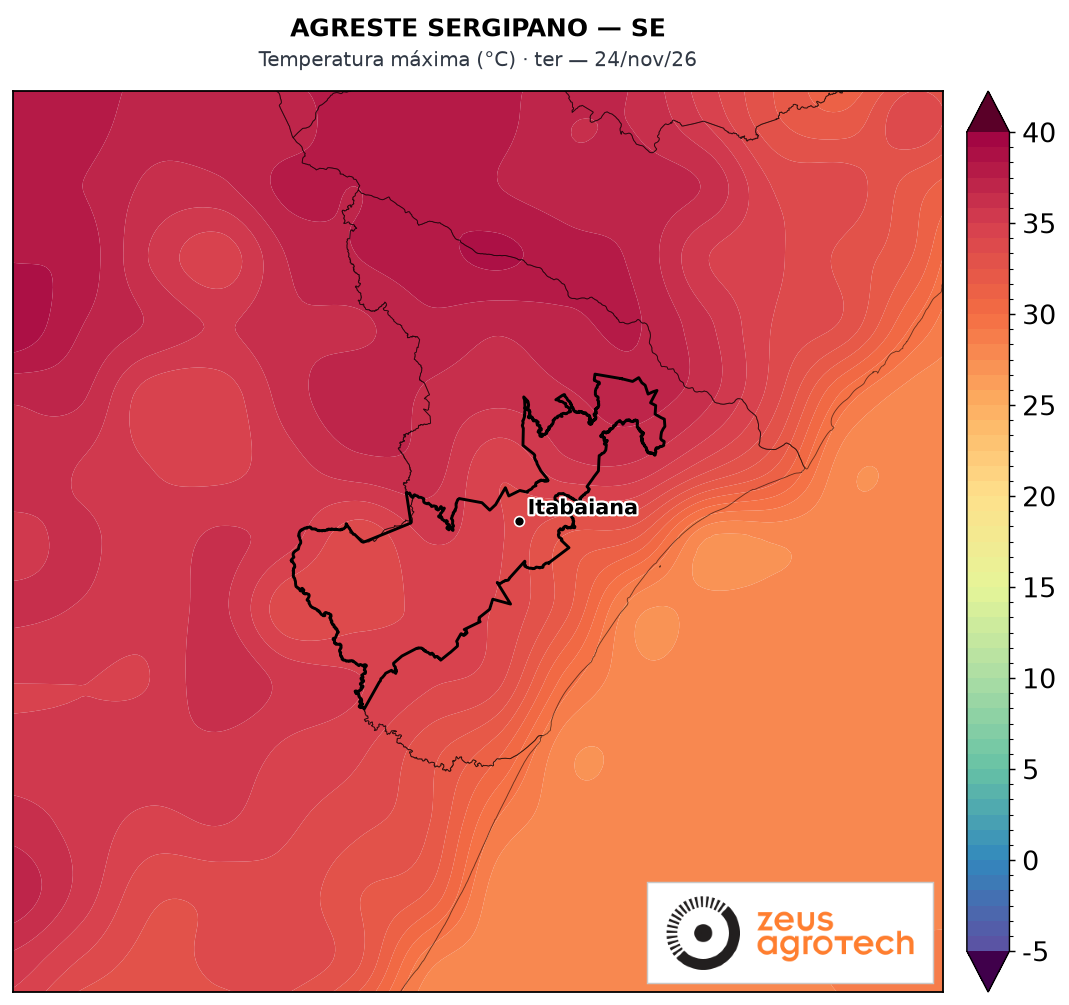 AGRESTE SERGIPANO — SE
Temperatura máxima (°C) · ter — 24/nov/26
40
35
30
25
20
15
10
5
0
-5
Itabaiana
zeus
agrotech